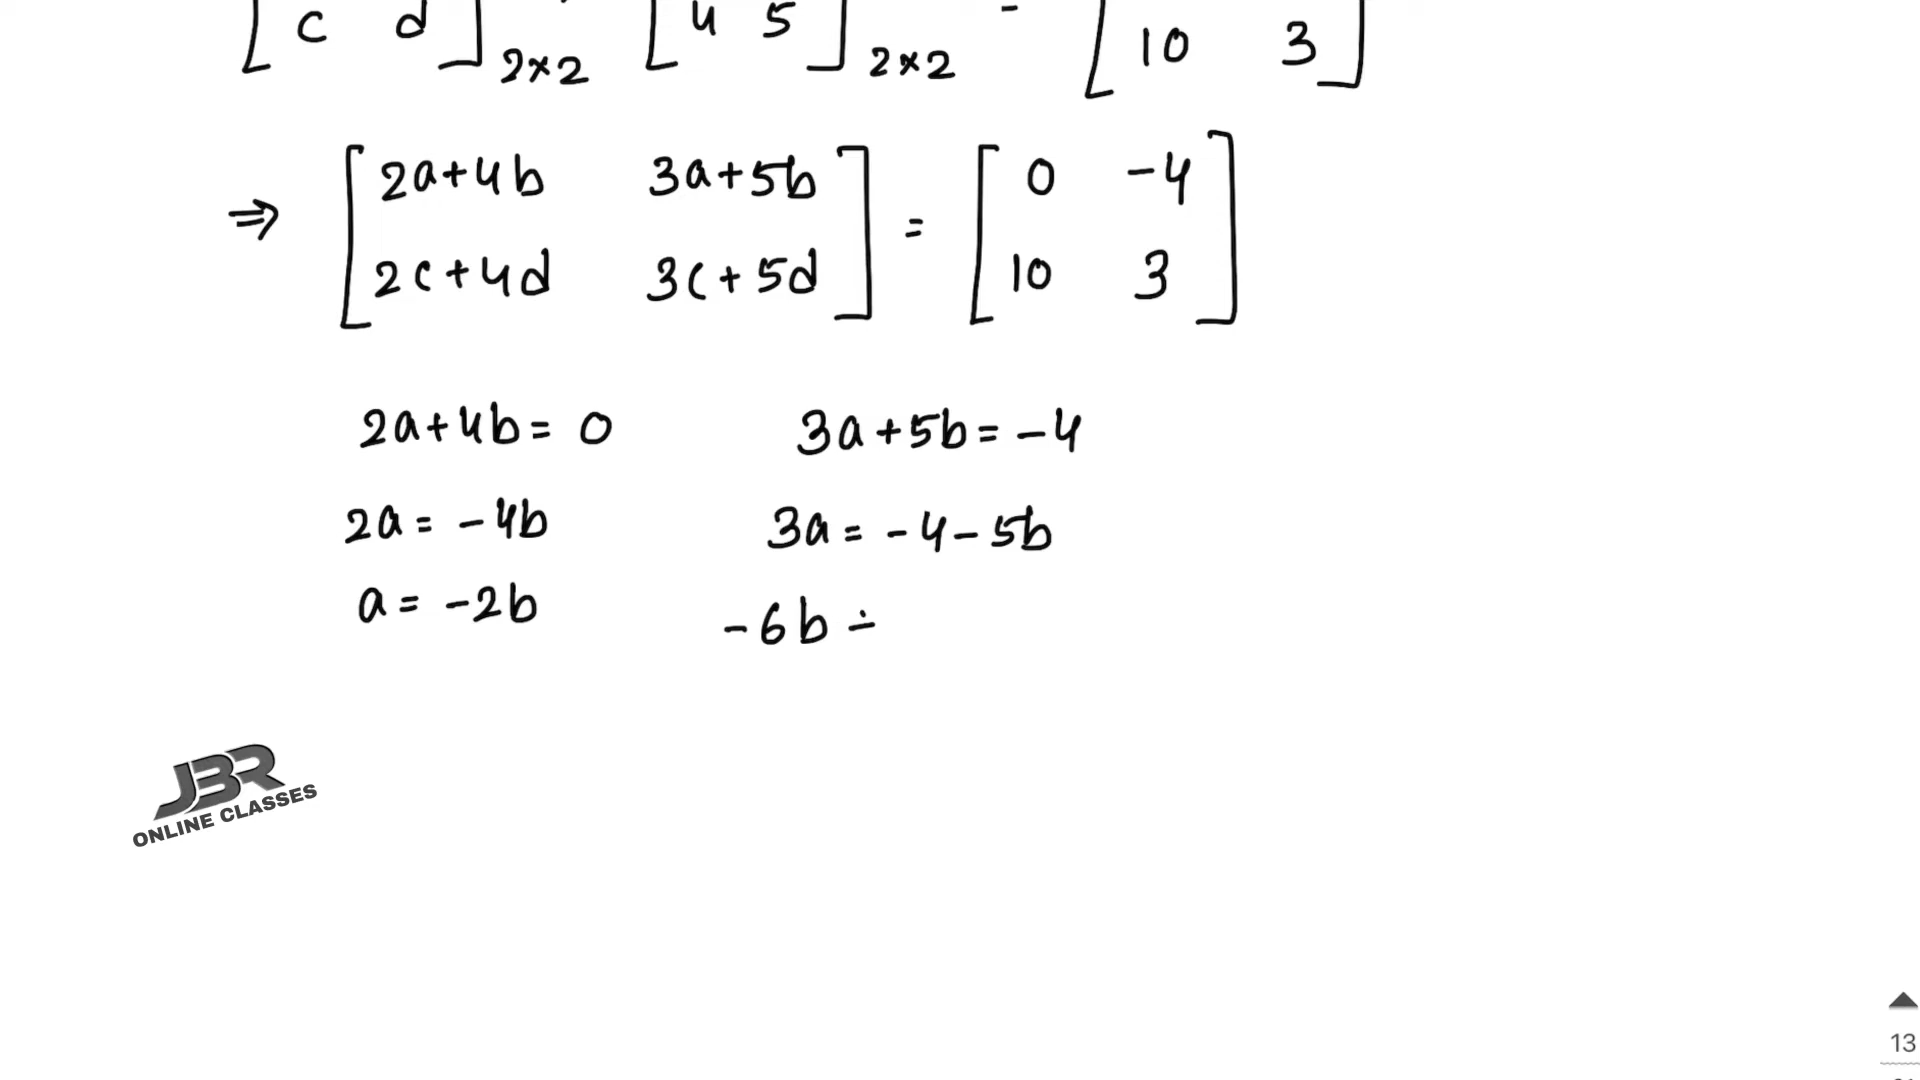 [ c d ]2×2 [ 4 5 ]2×2 = [ 10 3 ]
⇒ [ 2a+4b 3a+5b ] = [ 0 -4 ]
[ 2c+4d 3c+5d ] [ 10 3 ]
2a+4b= 0 3a+5b= -4
2a= -4b 3a= -4-5b
a= -2b -6b =
JBR
ONLINE CLASSES
13